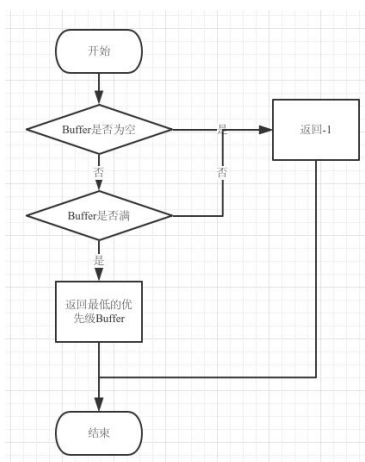 开始
Buffer是否为空
是
返回-1
否
否
Buffer是否满
是
返回最低的优
先级Buffer
结束